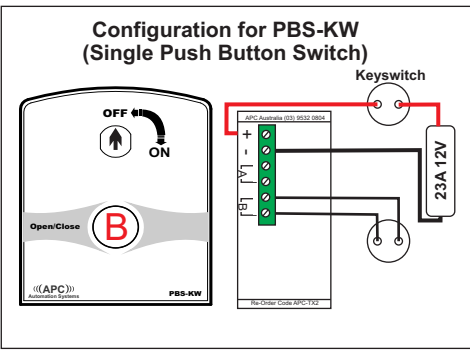 Configuration for PBS-KW
(Single Push Button Switch)
Keyswitch
OFF
ON
Open/Close
B
((( APC )))
Automation Systems
PBS-KW
APC Australia (03) 9532 0804
+
-
A
B
Re-Order Code APC-TX2
23A 12V